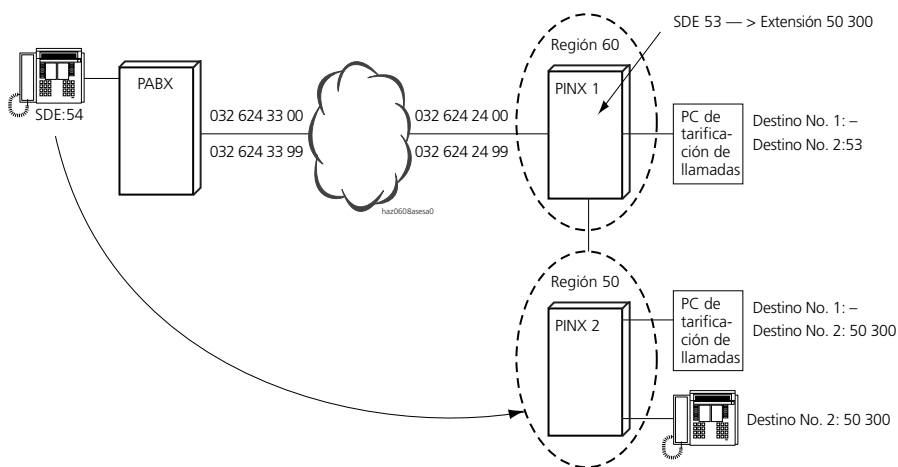 SDE 53 — > Extensión 50 300
Región 60
PABX
PINX 1
SDE:54
032 624 33 00
032 624 24 00
032 624 33 99
032 624 24 99
PC de
tarifica-
ción de
llamadas
Destino No. 1: –
Destino No. 2:53
haz0608asesa0
Región 50
PINX 2
PC de
tarifica-
ción de
llamadas
Destino No. 1: –
Destino No. 2: 50 300
Destino No. 2: 50 300